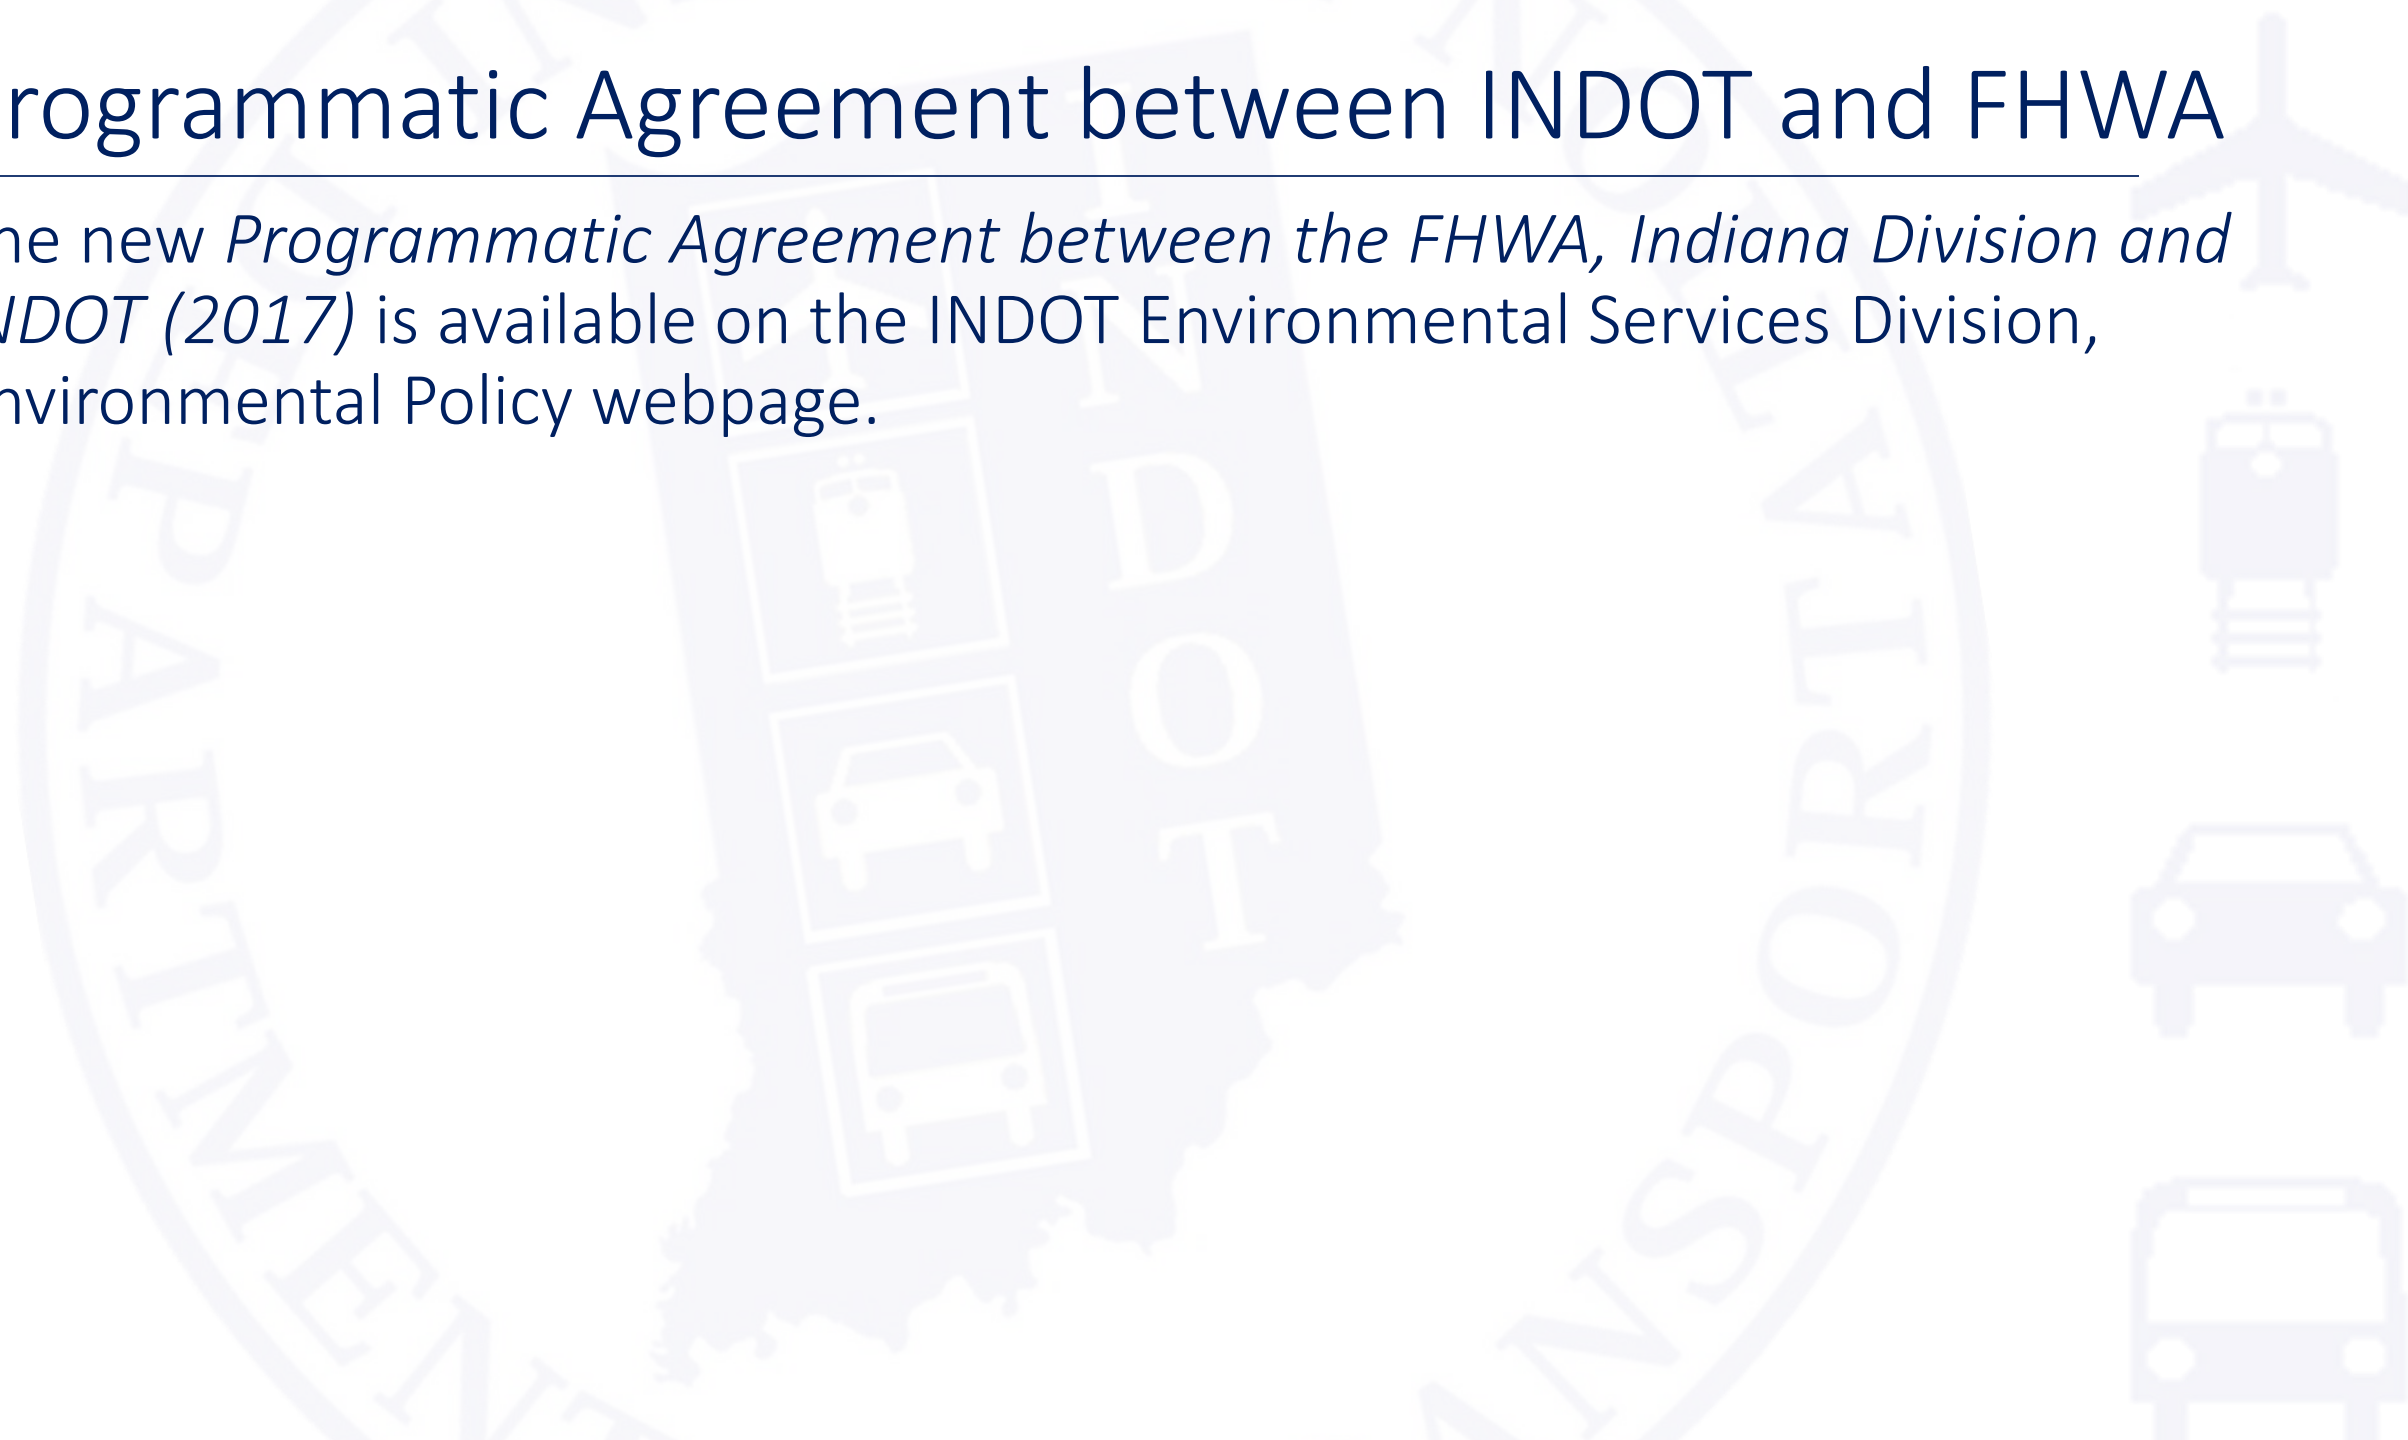 rogrammatic Agreement between INDOT and FHWA
he new Programmatic Agreement between the FHWA, Indiana Division and
NDOT (2017) is available on the INDOT Environmental Services Division,
nvironmental Policy webpage.
INDOT